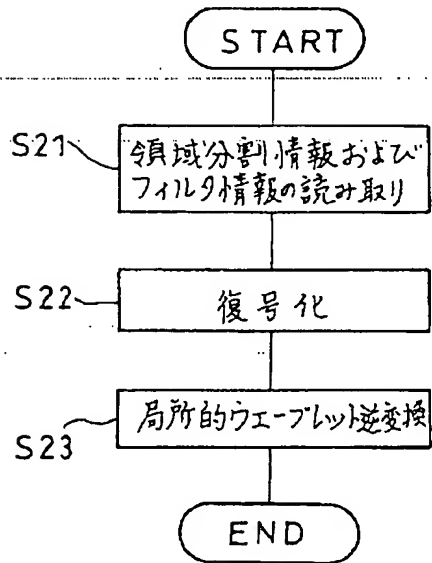 START
S21
領域分割情報および
フィルタ情報の読み取り
S22
復号化
S23
局所的ウェーブレット逆変換
END